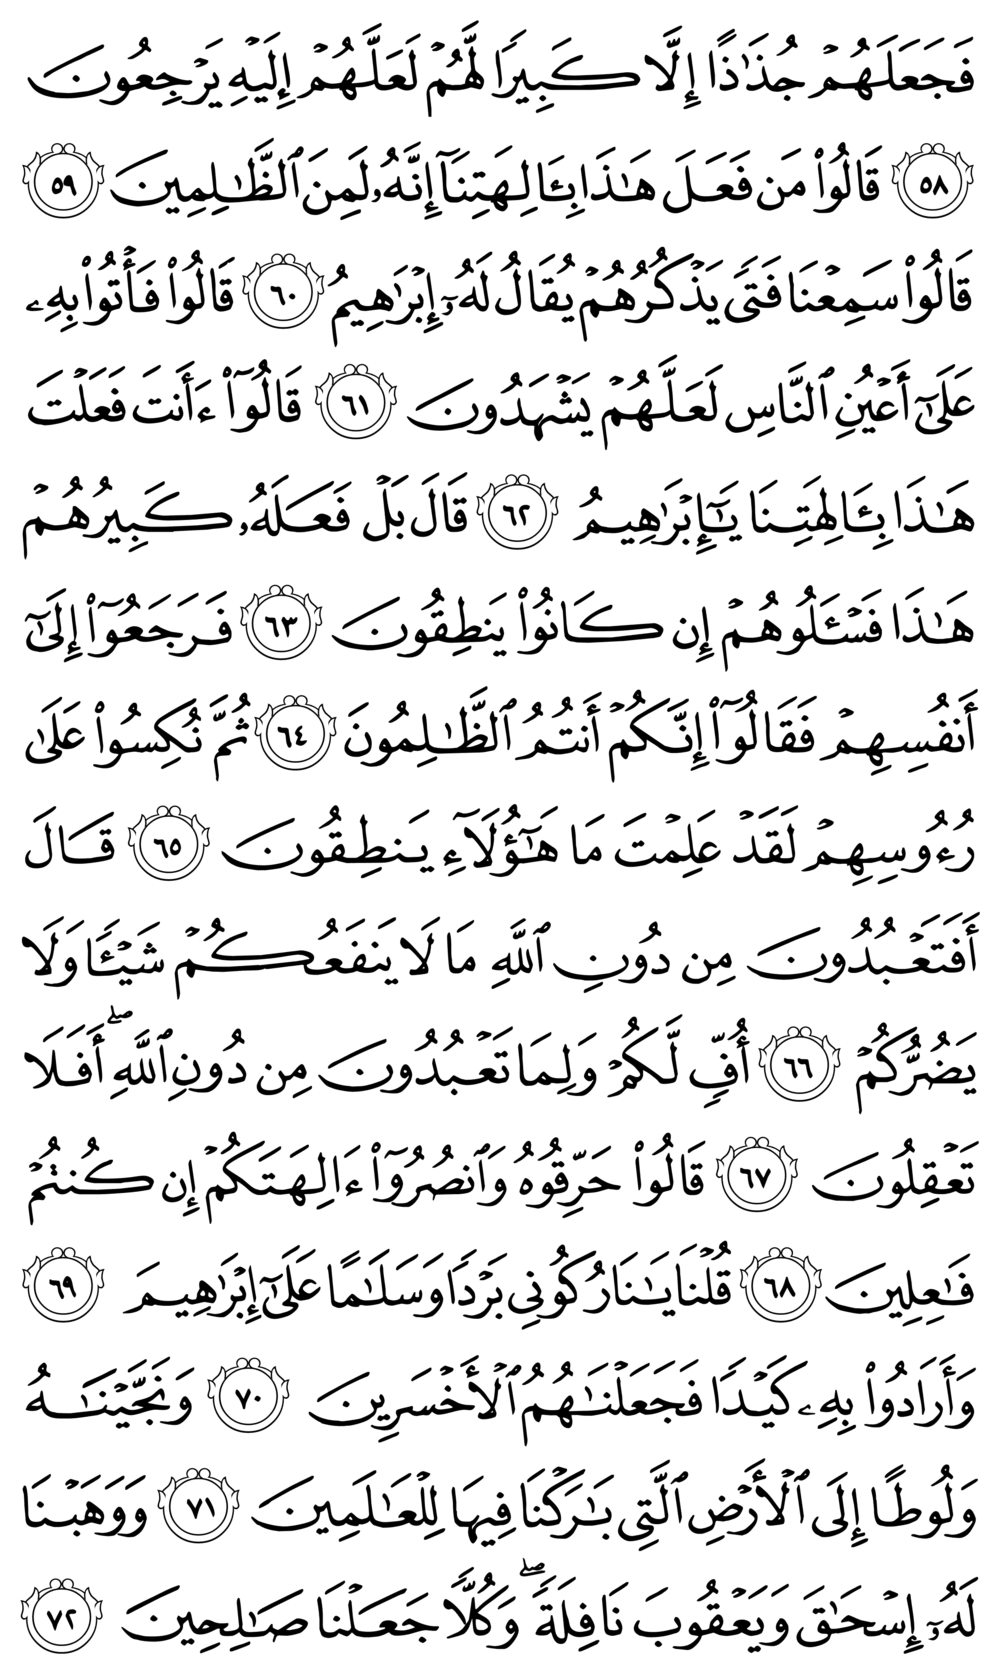 فَجَعَلَهُمْ جُذَٰذًا إِلَّا كَبِيرًا لَّهُمْ لَعَلَّهُمْ إِلَيْهِ يَرْجِعُونَ
٥٨ قَالُوا۟ مَن فَعَلَ هَٰذَا بِـَٔالِهَتِنَآ إِنَّهُۥ لَمِنَ ٱلظَّٰلِمِينَ ٥٩
قَالُوا۟ سَمِعْنَا فَتًى يَذْكُرُهُمْ يُقَالُ لَهُۥٓ إِبْرَٰهِيمُ ٦٠ قَالُوا۟ فَأْتُوا۟ بِهِۦ
عَلَىٰٓ أَعْيُنِ ٱلنَّاسِ لَعَلَّهُمْ يَشْهَدُونَ ٦١ قَالُوٓا۟ ءَأَنتَ فَعَلْتَ
هَٰذَا بِـَٔالِهَتِنَا يَٰٓإِبْرَٰهِيمُ ٦٢ قَالَ بَلْ فَعَلَهُۥ كَبِيرُهُمْ
هَٰذَا فَسْـَٔلُوهُمْ إِن كَانُوا۟ يَنطِقُونَ ٦٣ فَرَجَعُوٓا۟ إِلَىٰٓ
أَنفُسِهِمْ فَقَالُوٓا۟ إِنَّكُمْ أَنتُمُ ٱلظَّٰلِمُونَ ٦٤ ثُمَّ نُكِسُوا۟ عَلَىٰ
رُءُوسِهِمْ لَقَدْ عَلِمْتَ مَا هَٰٓؤُلَآءِ يَنطِقُونَ ٦٥ قَالَ
أَفَتَعْبُدُونَ مِن دُونِ ٱللَّهِ مَا لَا يَنفَعُكُمْ شَيْـًٔا وَلَا
يَضُرُّكُمْ ٦٦ أُفٍّ لَّكُمْ وَلِمَا تَعْبُدُونَ مِن دُونِ ٱللَّهِ ۖ أَفَلَا
تَعْقِلُونَ ٦٧ قَالُوا۟ حَرِّقُوهُ وَٱنصُرُوٓا۟ ءَالِهَتَكُمْ إِن كُنتُمْ
فَٰعِلِينَ ٦٨ قُلْنَا يَٰنَارُ كُونِى بَرْدًا وَسَلَٰمًا عَلَىٰٓ إِبْرَٰهِيمَ ٦٩
وَأَرَادُوا۟ بِهِۦ كَيْدًا فَجَعَلْنَٰهُمُ ٱلْأَخْسَرِينَ ٧٠ وَنَجَّيْنَٰهُ
وَلُوطًا إِلَى ٱلْأَرْضِ ٱلَّتِى بَٰرَكْنَا فِيهَا لِلْعَٰلَمِينَ ٧١ وَوَهَبْنَا
لَهُۥٓ إِسْحَٰقَ وَيَعْقُوبَ نَافِلَةً ۖ وَكُلًّا جَعَلْنَا صَٰلِحِينَ ٧٢